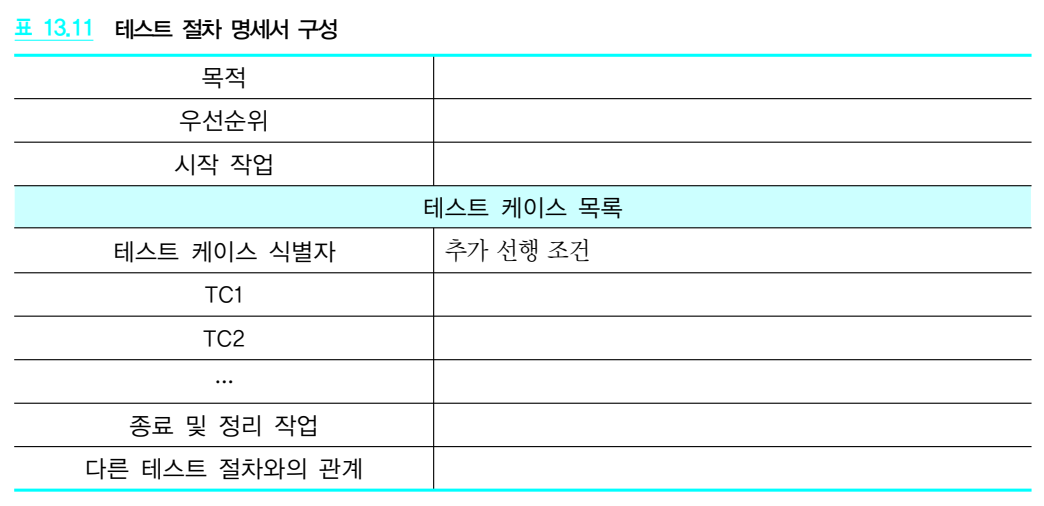 표 13.11 테스트 절차 명세서 구성
목적
우선순위
시작 작업
테스트 케이스 목록
테스트 케이스 식별자 추가 선행 조건
TC1
TC2
…
종료 및 정리 작업
다른 테스트 절차와의 관계